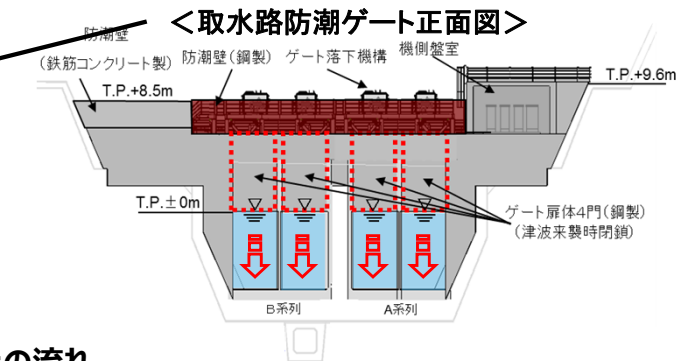 ＜取水路防潮ゲート正面図＞
防潮壁
(鉄筋コンクリート製)
防潮壁(鋼製)
ゲート落下機構
機側盤室
T.P.+8.5m
T.P.+9.6m
T.P.±0m
ゲート扉体4門(鋼製)
(津波来襲時閉鎖)
B系列
A系列
の流れ